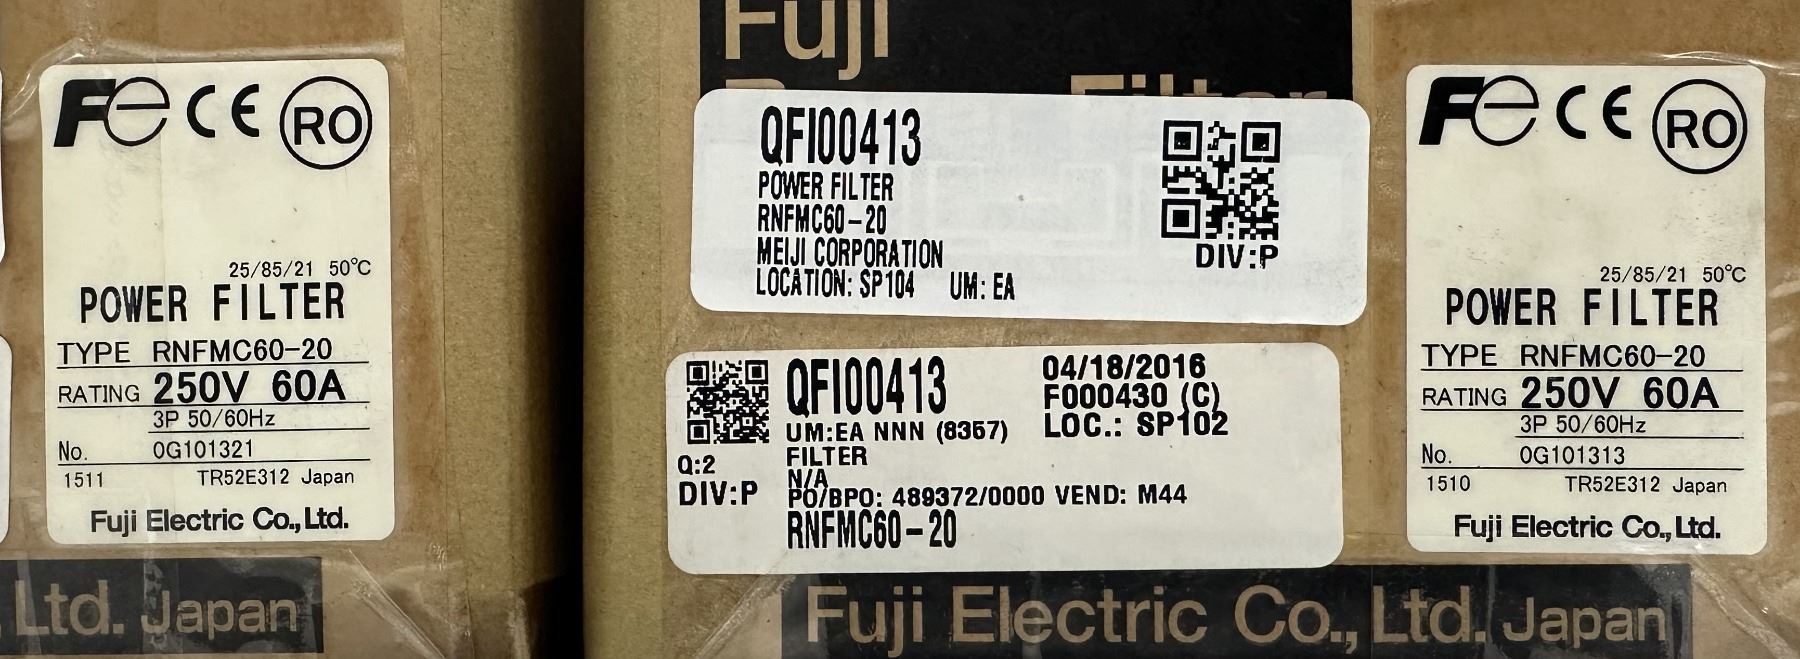 Fe CE RO
25/85/21 50°C
POWER FILTER
TYPE RNFMC60-20
RATING 250V 60A
3P 50/60Hz
No. 0G101321
1511 TR52E312 Japan
Fuji Electric Co.,Ltd.
Ltd. Japan
Fuji
Filter
QFI00413
POWER FILTER
RNFMC60-20
MEIJI CORPORATION
LOCATION: SP104 UM: EA
DIV:P
QFI00413
UM:EA NNN (8357)
FILTER
N/A
PO/BPO: 489372/0000 VEND: M44
RNFMC60-20
04/18/2016
F000430 (C)
LOC.: SP102
Q:2
DIV:P
Fuji Electric Co.,Ltd. Japan
Fe CE RO
25/85/21 50°C
POWER FILTER
TYPE RNFMC60-20
RATING 250V 60A
3P 50/60Hz
No. 0G101313
1510 TR52E312 Japan
Fuji Electric Co.,Ltd.